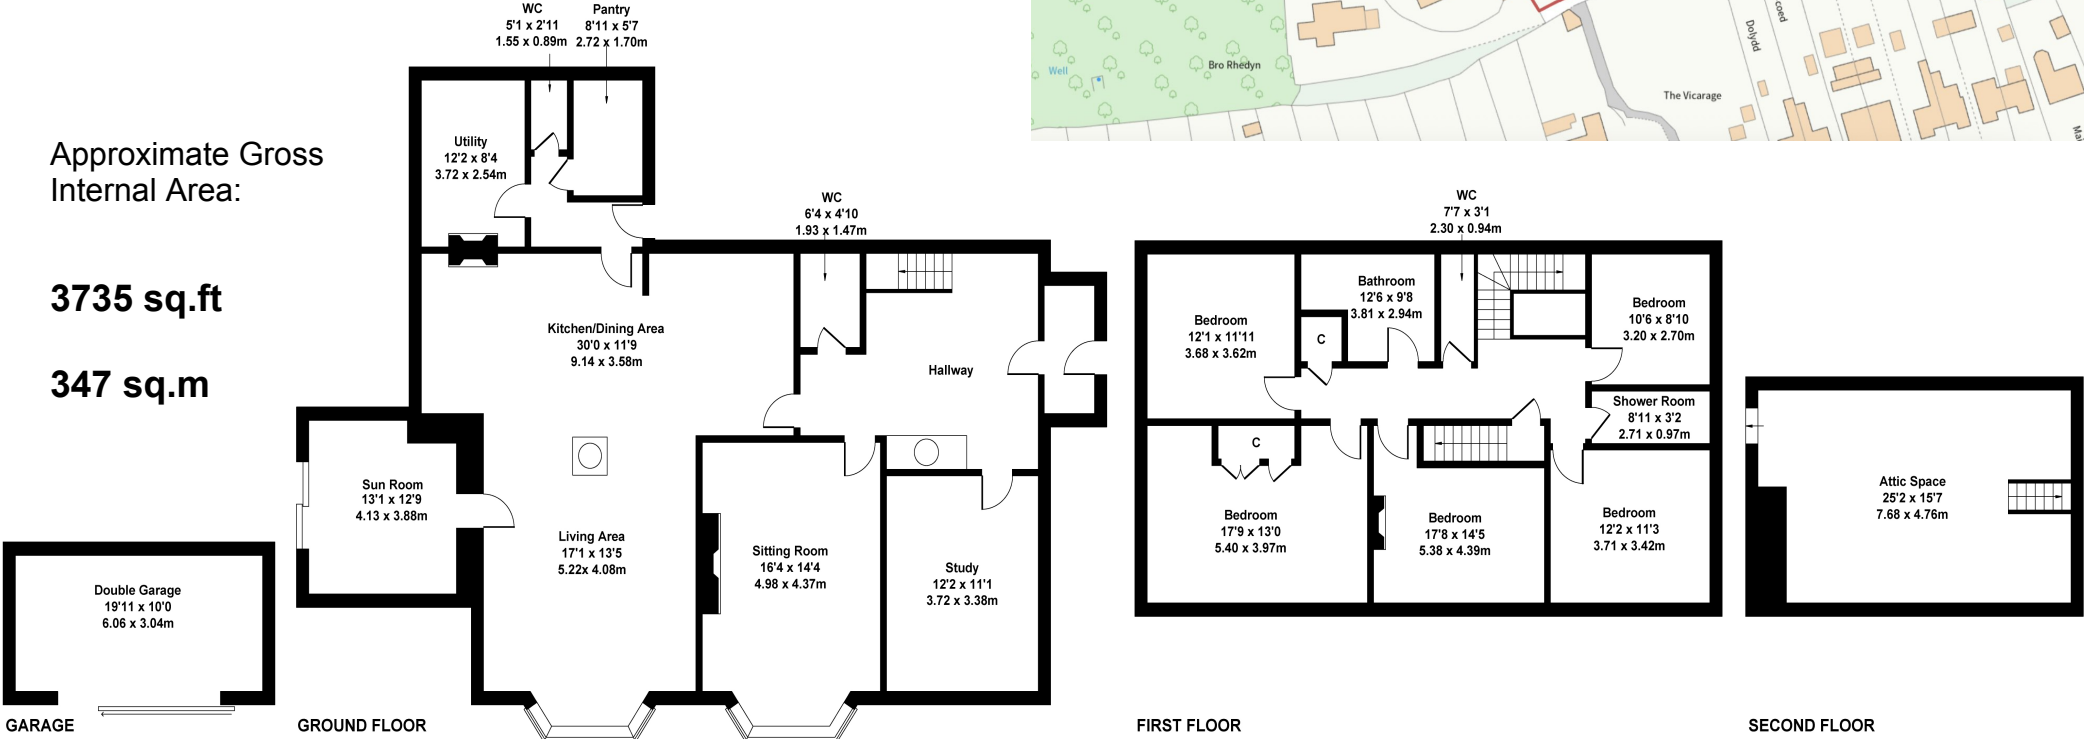 Approximate Gross
Internal Area:
3735 sq.ft
347 sq.m
WC
5'1 x 2'11
1.55 x 0.89m
Pantry
8'11 x 5'7
2.72 x 1.70m
Utility
12'2 x 8'4
3.72 x 2.54m
WC
6'4 x 4'10
1.93 x 1.47m
Kitchen/Dining Area
30'0 x 11'9
9.14 x 3.58m
Hallway
Sun Room
13'1 x 12'9
4.13 x 3.88m
Living Area
17'1 x 13'5
5.22x 4.08m
Sitting Room
16'4 x 14'4
4.98 x 4.37m
Study
12'2 x 11'1
3.72 x 3.38m
Double Garage
19'11 x 10'0
6.06 x 3.04m
GARAGE
GROUND FLOOR
Well
Bro Rhedyn
The Vicarage
Dolydd
coed
Mai
WC
7'7 x 3'1
2.30 x 0.94m
Bedroom
12'1 x 11'11
3.68 x 3.62m
Bathroom
12'6 x 9'8
3.81 x 2.94m
C
Bedroom
10'6 x 8'10
3.20 x 2.70m
Shower Room
8'11 x 3'2
2.71 x 0.97m
C
Bedroom
17'9 x 13'0
5.40 x 3.97m
Bedroom
17'8 x 14'5
5.38 x 4.39m
Bedroom
12'2 x 11'3
3.71 x 3.42m
FIRST FLOOR
Attic Space
25'2 x 15'7
7.68 x 4.76m
SECOND FLOOR